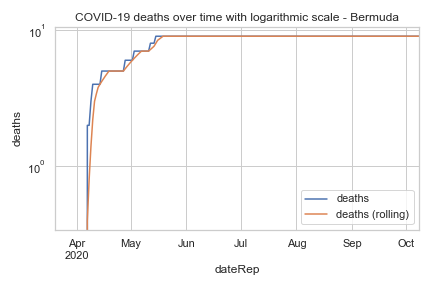 COVID-19 deaths over time with logarithmic scale - Bermuda
10¹
10⁰
deaths
deaths
deaths (rolling)
Apr
2020
May
Jun
Jul
Aug
Sep
Oct
dateRep